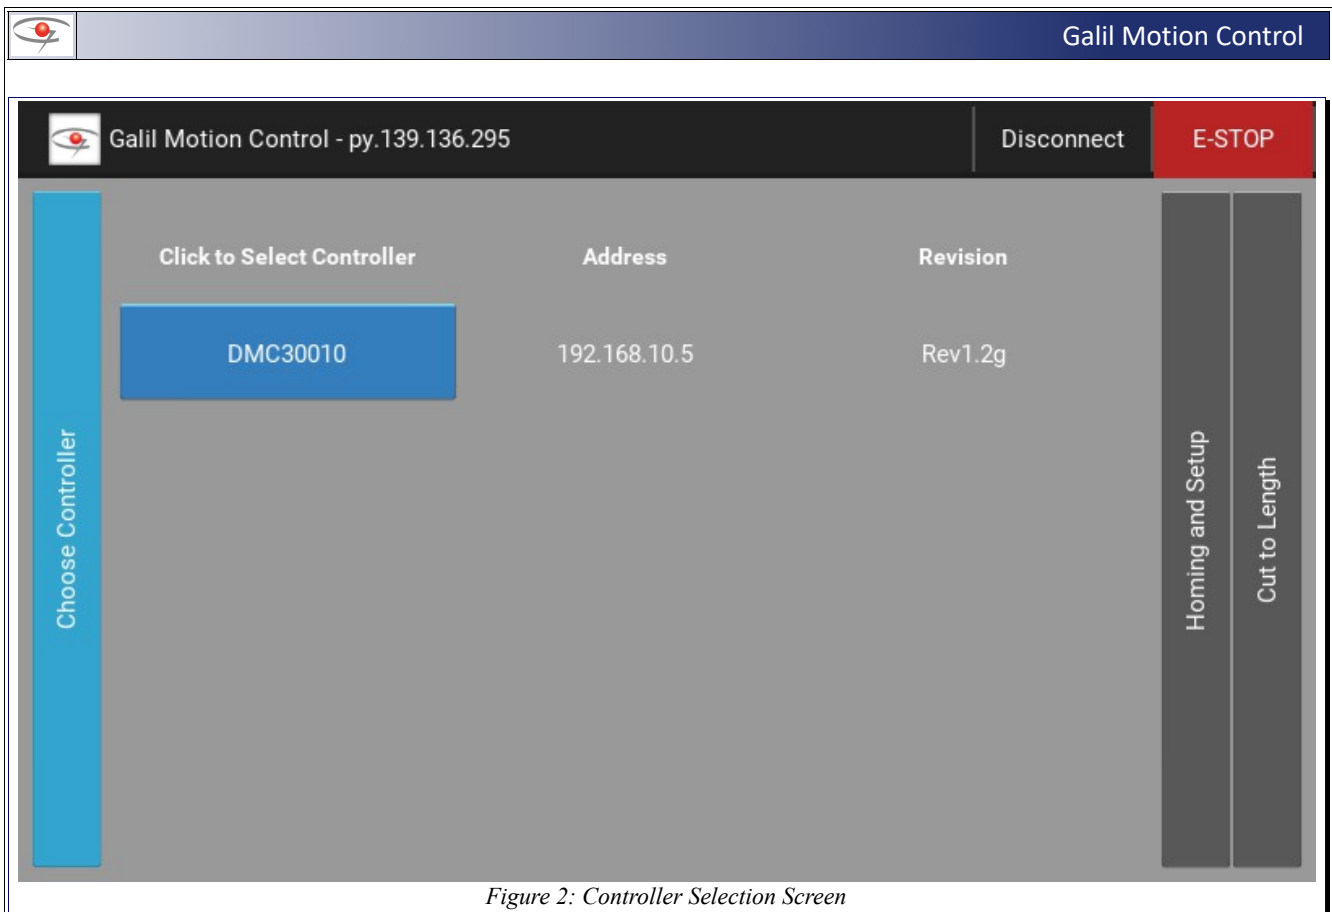 Galil Motion Control
Galil Motion Control - py.139.136.295
Disconnect
E-STOP
Choose Controller
Click to Select Controller
Address
Revision
DMC30010
192.168.10.5
Rev1.2g
Homing and Setup
Cut to Length
Figure 2: Controller Selection Screen